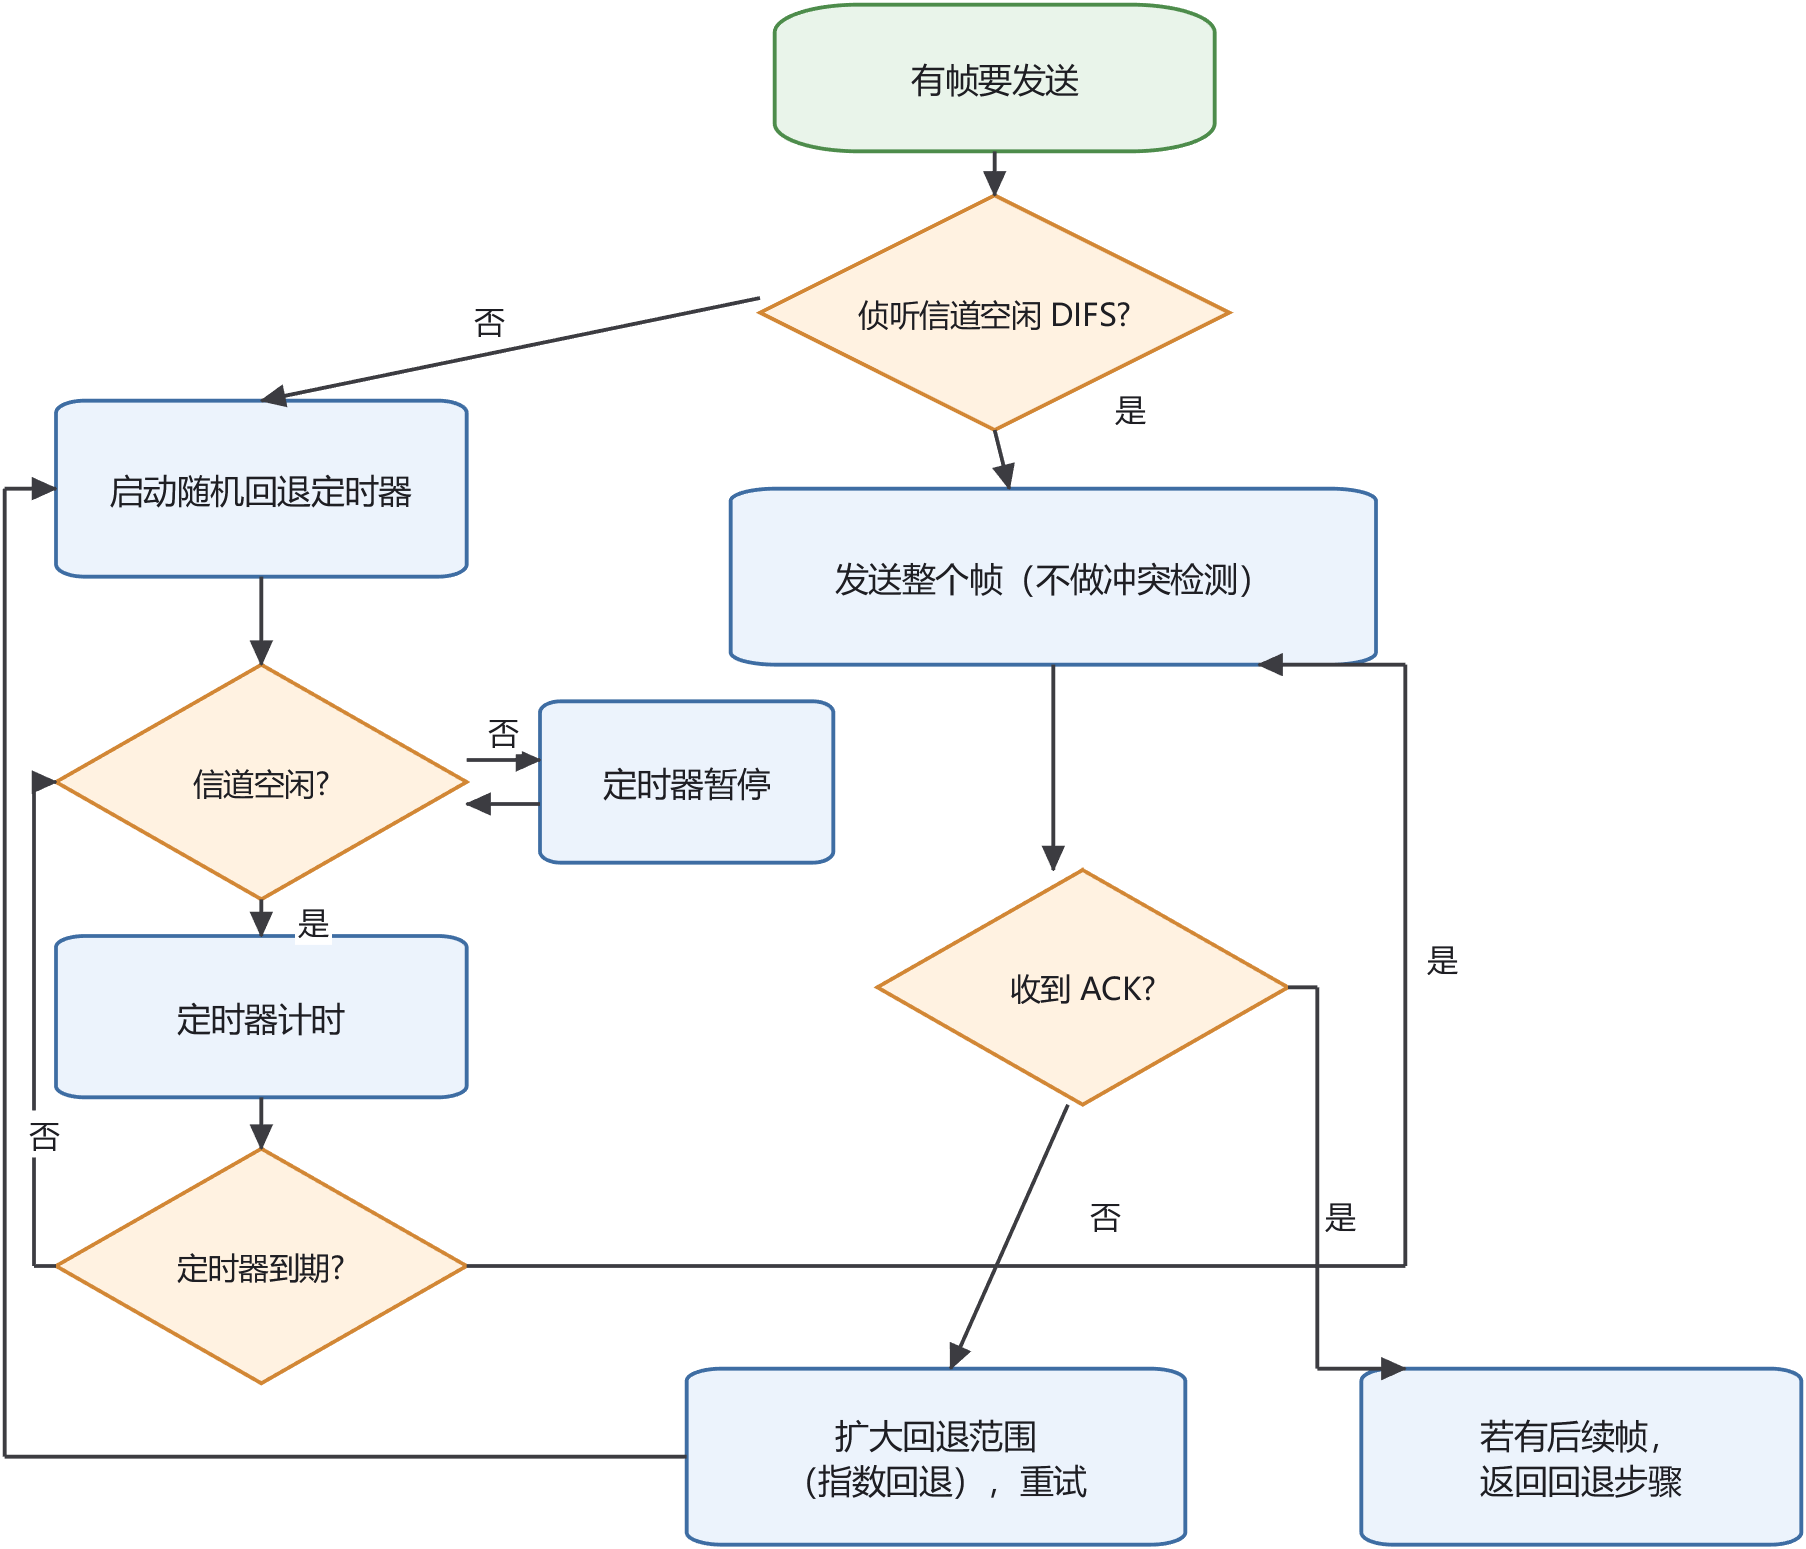 有帧要发送
侦听信道空闲 DIFS?
否
是
启动随机回退定时器
发送整个帧（不做冲突检测）
否
信道空闲?
定时器暂停
是
是
收到 ACK?
定时器计时
否
否
是
定时器到期?
扩大回退范围
（指数回退），重试
若有后续帧，
返回回退步骤